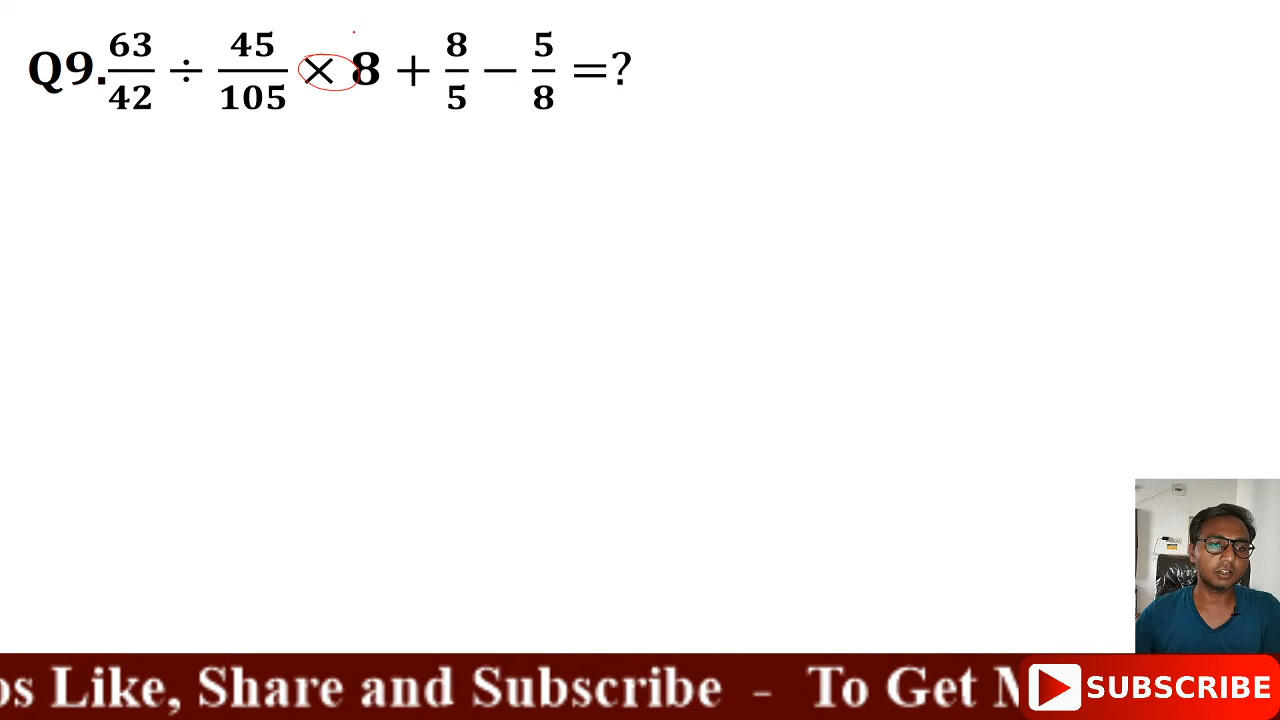 Q9. 63/42 ÷ 45/105 × 8 + 8/5 − 5/8 =?
os Like, Share and Subscribe - To Get M
SUBSCRIBE